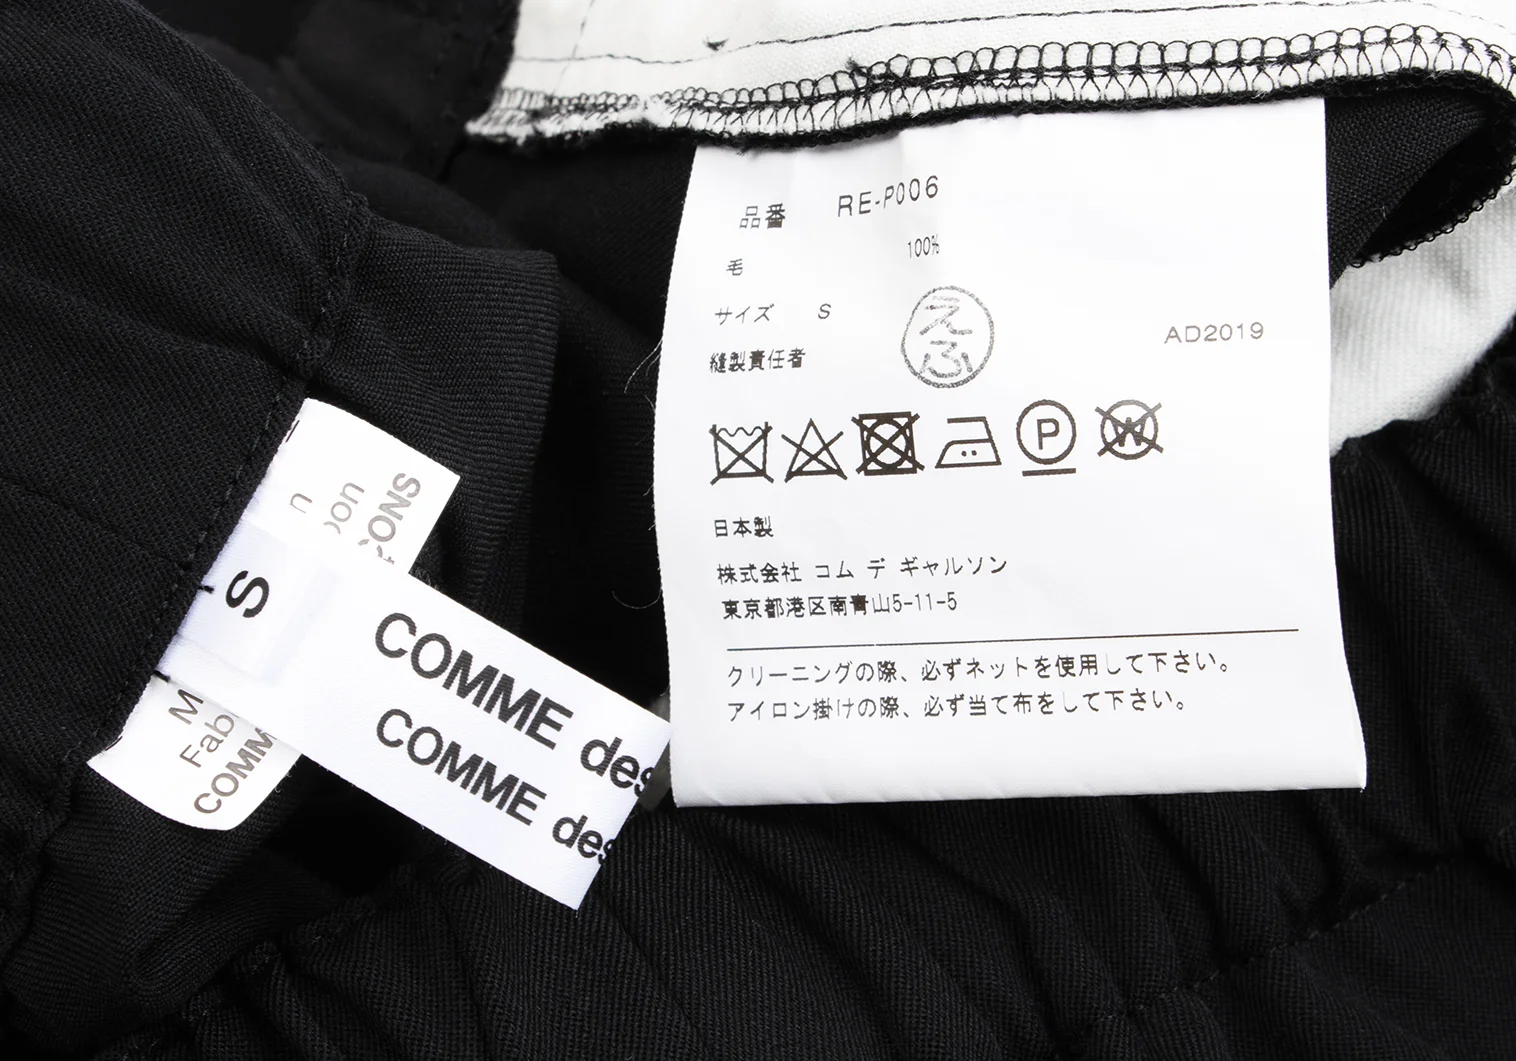 品番 RE-P006
毛 100%
サイズ S
えふ
縫製責任者
AD2019
P
W
日本製
株式会社 コム デ ギャルソン
東京都港区南青山5-11-5
クリーニングの際、必ずネットを使用して下さい。
アイロン掛けの際、必ず当て布をして下さい。
S
COMME des
COMME des